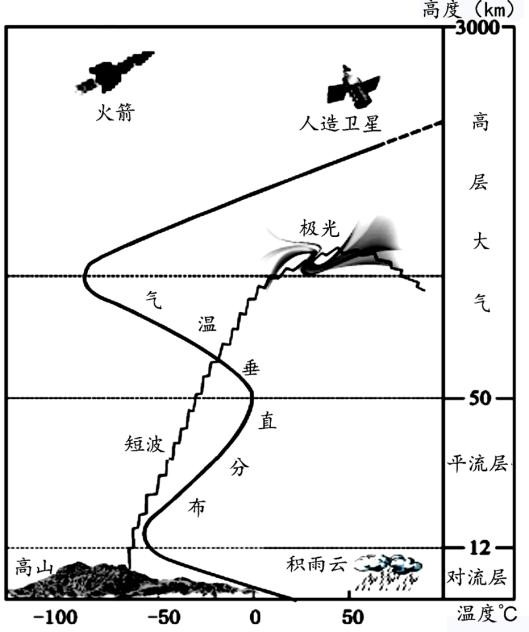 高度（km）
3000
火箭
人造卫星
高层大气
极光
气温垂直分布
50
短波
平流层
12
高山
积雨云
对流层
-100
-50
0
50
温度℃